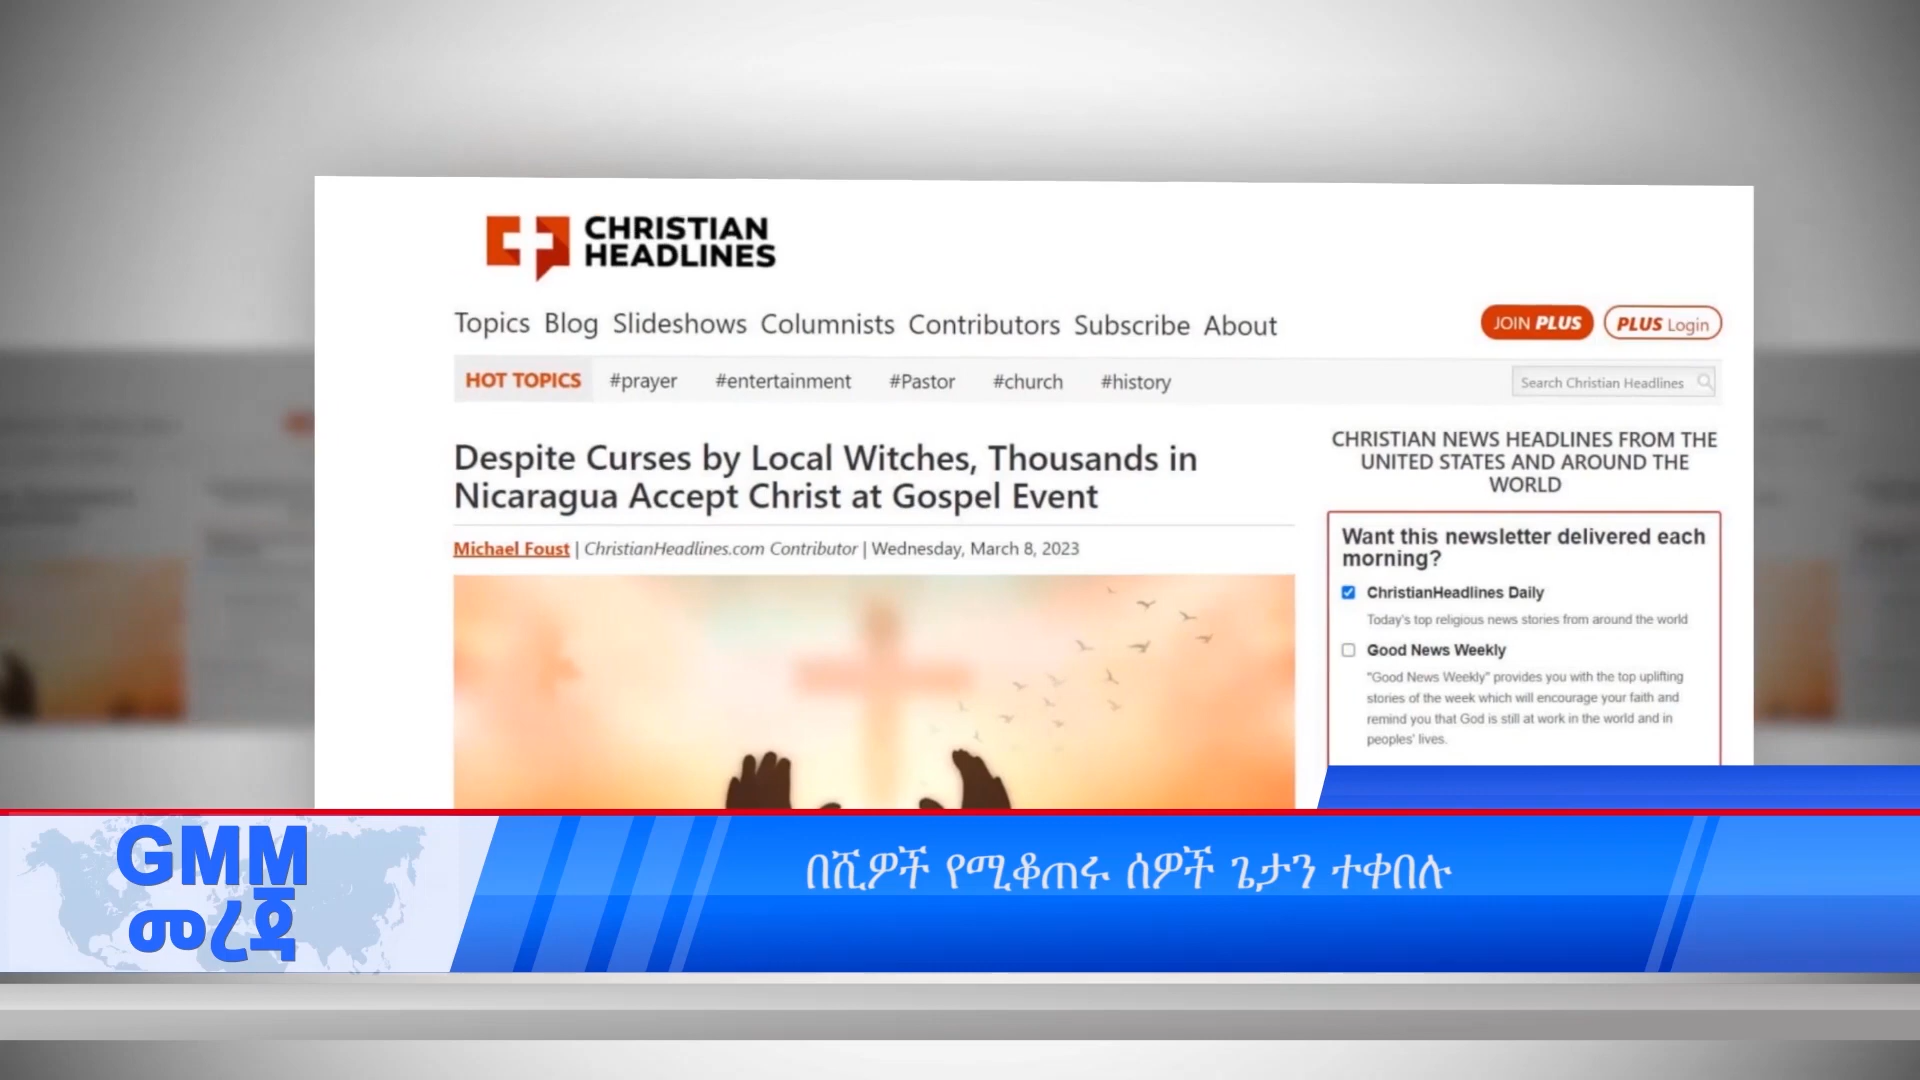 CHRISTIAN
HEADLINES
Topics Blog Slideshows Columnists Contributors Subscribe About
JOIN PLUS
PLUS Login
HOT TOPICS #prayer #entertainment #Pastor #church #history
Search Christian Headlines
Despite Curses by Local Witches, Thousands in
Nicaragua Accept Christ at Gospel Event
Michael Foust | ChristianHeadlines.com Contributor | Wednesday, March 8, 2023
CHRISTIAN NEWS HEADLINES FROM THE
UNITED STATES AND AROUND THE
WORLD
Want this newsletter delivered each
morning?
ChristianHeadlines Daily
Today's top religious news stories from around the world
Good News Weekly
"Good News Weekly" provides you with the top uplifting
stories of the week which will encourage your faith and
remind you that God is still at work in the world and in
peoples' lives.
GMM
መረጃ
በሺዎች የሚቆጠሩ ሰዎች ጌታን ተቀበሉ